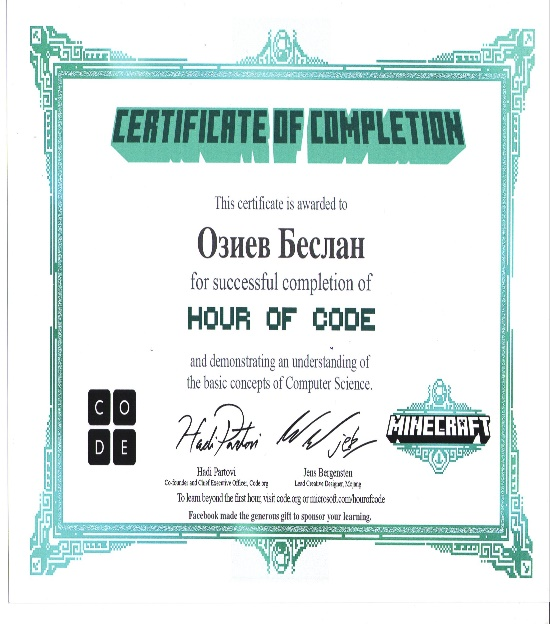 CERTIFICATE OF COMPLETION
This certificate is awarded to
Озиев Беслан
for successful completion of
HOUR OF CODE
and demonstrating an understanding of
the basic concepts of Computer Science.
C O
D E
Hadi Partovi
jeb
MINECRAFT
Hadi Partovi
Co-founder and Chief Executive Officer, Code.org
Jens Bergensten
Lead Creative Designer, Mojang
To learn beyond the first hour, visit code.org or microsoft.com/hourofcode
Facebook made the generous gift to sponsor your learning.